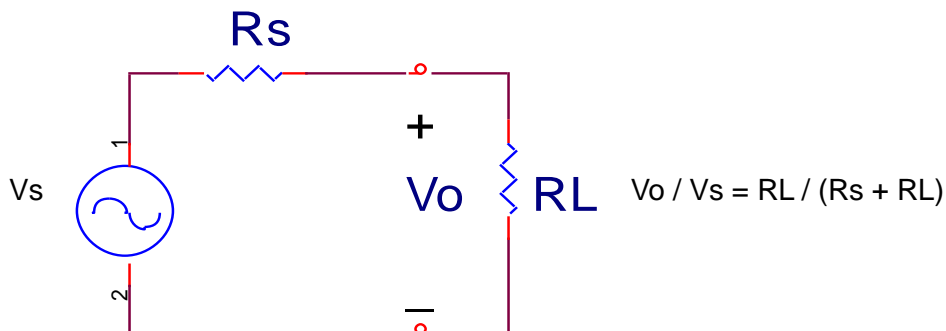 Rs
1
+
Vs
Vo
RL
Vo / Vs = RL / (Rs + RL)
2
−